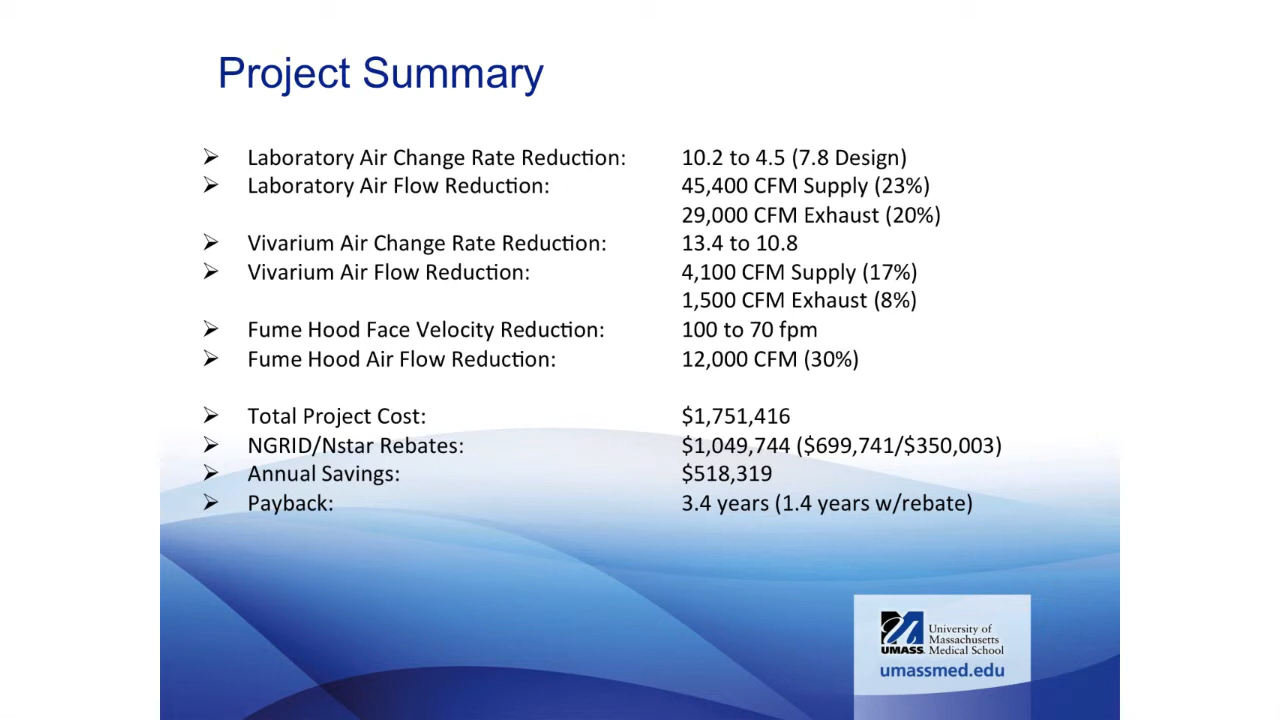 Project Summary
➢ Laboratory Air Change Rate Reduction: 10.2 to 4.5 (7.8 Design)
➢ Laboratory Air Flow Reduction: 45,400 CFM Supply (23%)
29,000 CFM Exhaust (20%)
➢ Vivarium Air Change Rate Reduction: 13.4 to 10.8
➢ Vivarium Air Flow Reduction: 4,100 CFM Supply (17%)
1,500 CFM Exhaust (8%)
➢ Fume Hood Face Velocity Reduction: 100 to 70 fpm
➢ Fume Hood Air Flow Reduction: 12,000 CFM (30%)
➢ Total Project Cost: $1,751,416
➢ NGRID/Nstar Rebates: $1,049,744 ($699,741/$350,003)
➢ Annual Savings: $518,319
➢ Payback: 3.4 years (1.4 years w/rebate)
University of
Massachusetts
UMASS. Medical School
umassmed.edu